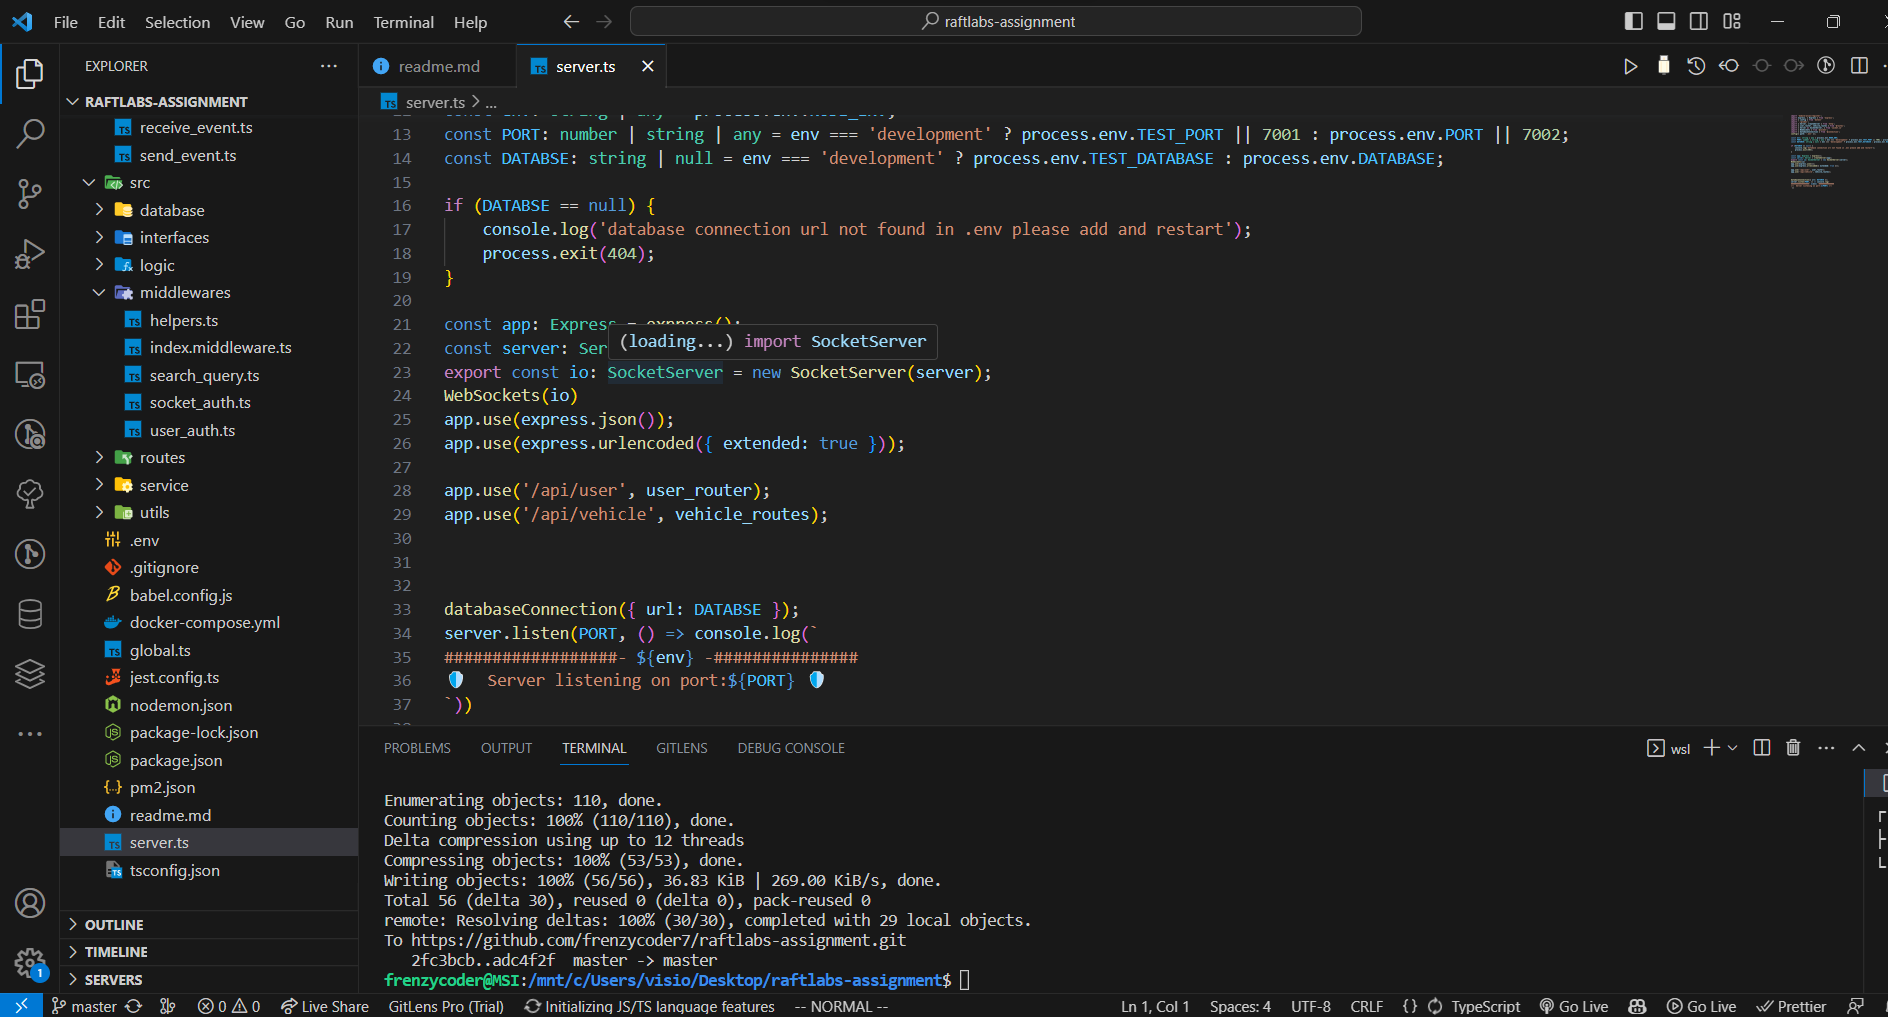 File Edit Selection View Go Run Terminal Help
raftlabs-assignment
EXPLORER
RAFTLABS-ASSIGNMENT
receive_event.ts
send_event.ts
src
database
interfaces
logic
middlewares
helpers.ts
index.middleware.ts
search_query.ts
socket_auth.ts
user_auth.ts
routes
service
utils
.env
.gitignore
babel.config.js
docker-compose.yml
global.ts
jest.config.ts
nodemon.json
package-lock.json
package.json
pm2.json
readme.md
server.ts
tsconfig.json
OUTLINE
TIMELINE
SERVERS
readme.md
server.ts
server.ts > ...
13 const PORT: number | string | any = env === 'development' ? process.env.TEST_PORT || 7001 : process.env.PORT || 7002;
14 const DATABSE: string | null = env === 'development' ? process.env.TEST_DATABASE : process.env.DATABASE;
15
16 if (DATABSE == null) {
17 console.log('database connection url not found in .env please add and restart');
18 process.exit(404);
19 }
20
21 const app: Express = express();
(loading...) import SocketServer
22 const server: Ser
23 export const io: SocketServer = new SocketServer(server);
24 WebSockets(io)
25 app.use(express.json());
26 app.use(express.urlencoded({ extended: true }));
27
28 app.use('/api/user', user_router);
29 app.use('/api/vehicle', vehicle_routes);
30
31
32
33 databaseConnection({ url: DATABSE });
34 server.listen(PORT, () => console.log(`
35 ##################- ${env} -###############
36 🛡 Server listening on port:${PORT} 🛡
37 `))
PROBLEMS OUTPUT TERMINAL GITLENS DEBUG CONSOLE
wsl
Enumerating objects: 110, done.
Counting objects: 100% (110/110), done.
Delta compression using up to 12 threads
Compressing objects: 100% (53/53), done.
Writing objects: 100% (56/56), 36.83 KiB | 269.00 KiB/s, done.
Total 56 (delta 30), reused 0 (delta 0), pack-reused 0
remote: Resolving deltas: 100% (30/30), completed with 29 local objects.
To https://github.com/frenzycoder7/raftlabs-assignment.git
2fc3bcb..adc4f2f master -> master
frenzycoder@MSI:/mnt/c/Users/visio/Desktop/raftlabs-assignment$
1
master 0 0 Live Share GitLens Pro (Trial) Initializing JS/TS language features -- NORMAL -- Ln 1, Col 1 Spaces: 4 UTF-8 CRLF {} TypeScript Go Live Go Live Prettier